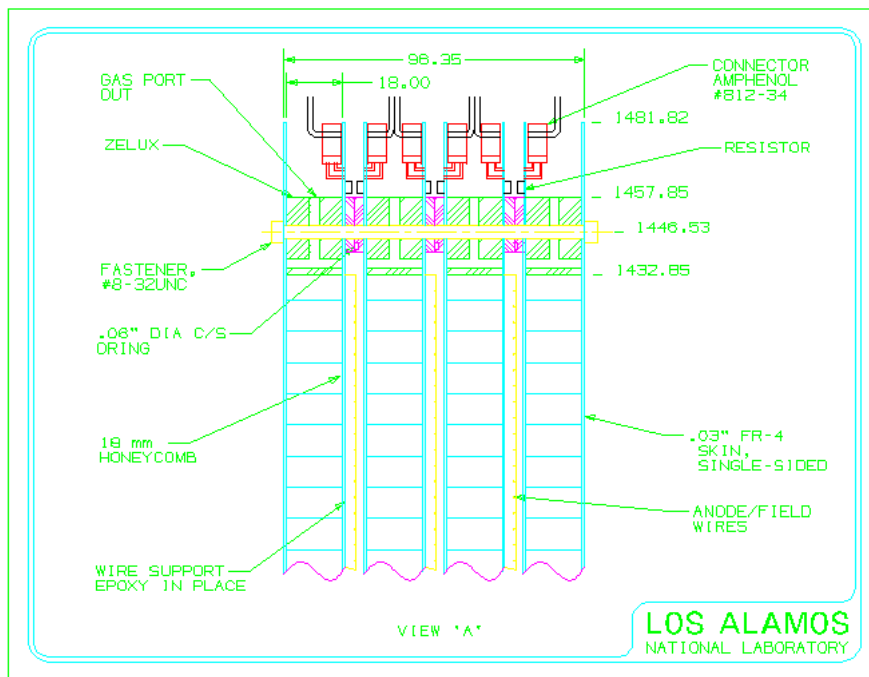 96.35
18.00
GAS PORT
OUT
CONNECTOR
AMPHENOL
#812-34
1481.82
ZELUX
RESISTOR
1457.85
1446.53
FASTENER,
#8-32UNC
1432.85
.06" DIA C/S
ORING
18 mm
HONEYCOMB
.03" FR-4
SKIN,
SINGLE-SIDED
ANODE/FIELD
WIRES
WIRE SUPPORT
EPOXY IN PLACE
VIEW "A"
LOS ALAMOS
NATIONAL LABORATORY